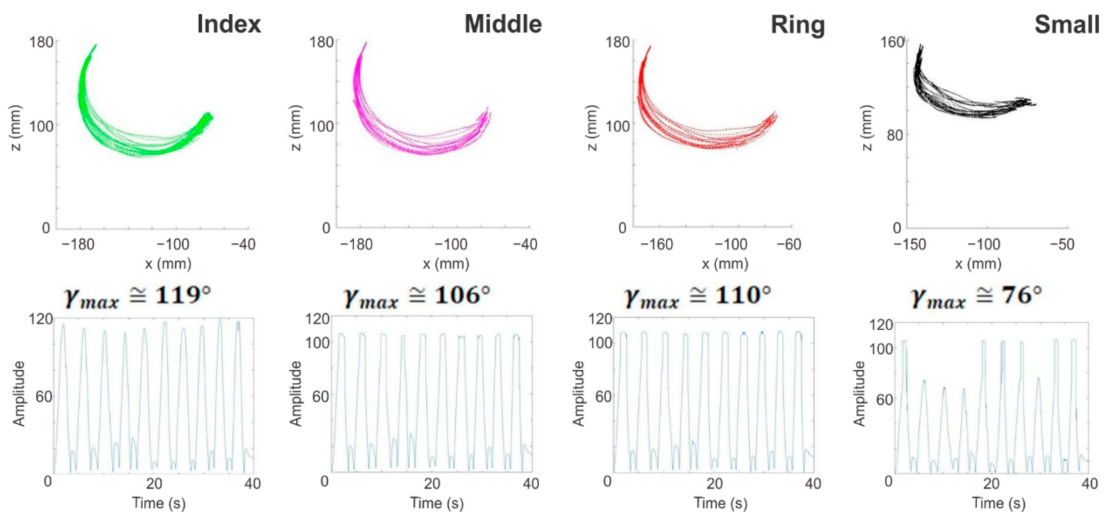 Index
Middle
Ring
Small
180
100
0
z (mm)
−180
−100
−40
x (mm)
180
100
0
z (mm)
−180
−100
−40
x (mm)
180
100
0
z (mm)
−160
−100
−60
x (mm)
160
80
0
z (mm)
−150
−100
−50
x (mm)
γmax ≅ 119°
γmax ≅ 106°
γmax ≅ 110°
γmax ≅ 76°
120
60
Amplitude
0
20
40
Time (s)
120
100
60
Amplitude
0
20
40
Time (s)
120
100
60
Amplitude
0
20
40
Time (s)
120
100
60
Amplitude
0
20
40
Time (s)